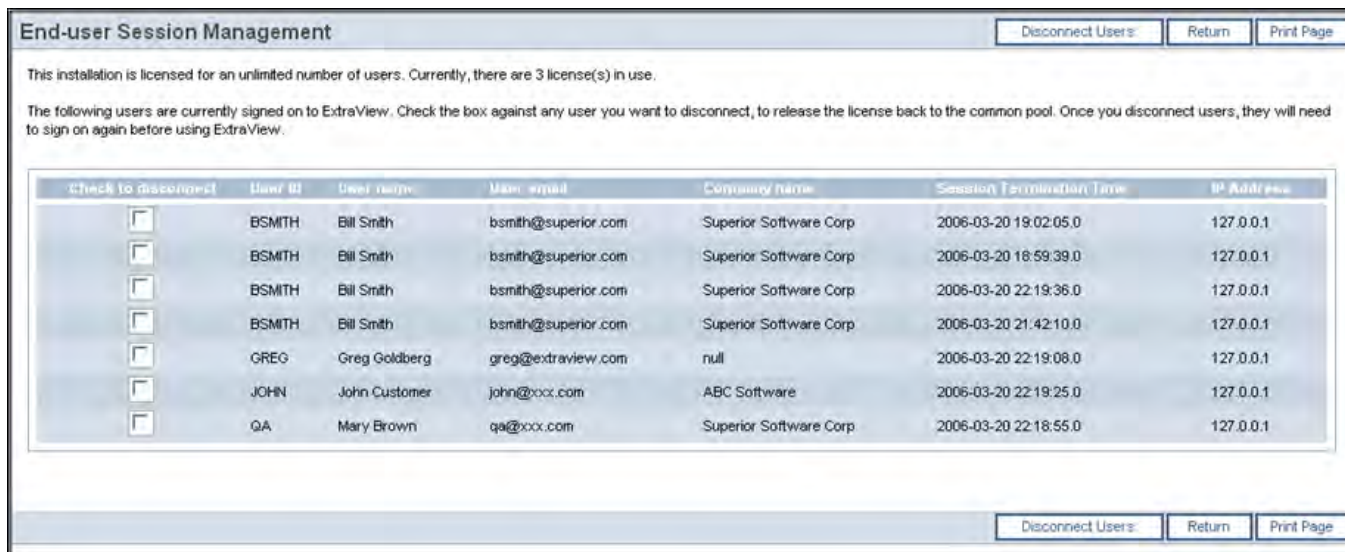 End-user Session Management
Disconnect Users Return Print Page
This installation is licensed for an unlimited number of users. Currently, there are 3 license(s) in use.
The following users are currently signed on to ExtraView. Check the box against any user you want to disconnect, to release the license back to the common pool. Once you disconnect users, they will need
to sign on again before using ExtraView.
Check to disconnect User ID User name User email Company name Session Termination Time IP Address
BSMITH Bill Smith bsmith@superior.com Superior Software Corp 2006-03-20 19:02:05.0 127.0.0.1
BSMITH Bill Smith bsmith@superior.com Superior Software Corp 2006-03-20 18:59:39.0 127.0.0.1
BSMITH Bill Smith bsmith@superior.com Superior Software Corp 2006-03-20 22:19:36.0 127.0.0.1
BSMITH Bill Smith bsmith@superior.com Superior Software Corp 2006-03-20 21:42:10.0 127.0.0.1
GREG Greg Goldberg greg@extraview.com null 2006-03-20 22:19:08.0 127.0.0.1
JOHN John Customer john@xxx.com ABC Software 2006-03-20 22:19:25.0 127.0.0.1
QA Mary Brown qa@xxx.com Superior Software Corp 2006-03-20 22:18:55.0 127.0.0.1
Disconnect Users Return Print Page